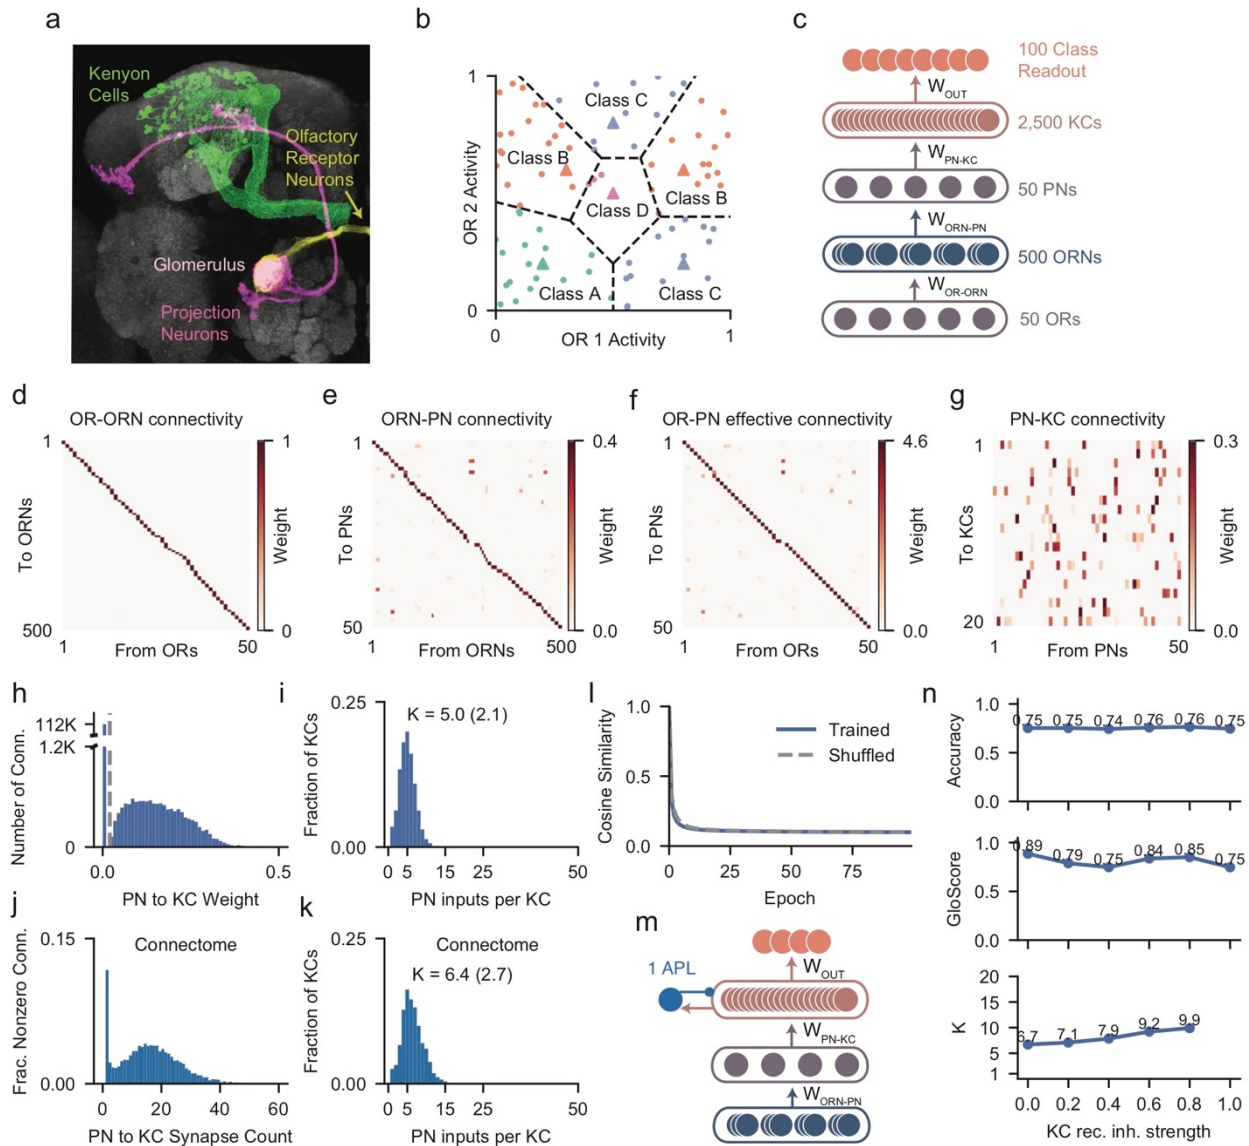 a
Kenyon
Cells
Olfactory
Receptor
Neurons
Glomerulus
Projection
Neurons
b
1
Class C
Class B
Class B
Class D
Class A
Class C
OR 2 Activity
0
0
1
OR 1 Activity
c
100 Class
Readout
W_OUT
2,500 KCs
W_PN-KC
50 PNs
W_ORN-PN
500 ORNs
W_OR-ORN
50 ORs
d
OR-ORN connectivity
1
1
To ORNs
Weight
500
0
1
50
From ORs
e
ORN-PN connectivity
1
0.4
To PNs
Weight
50
0.0
1
500
From ORNs
f
OR-PN effective connectivity
1
4.6
To PNs
Weight
50
0.0
1
50
From ORs
g
PN-KC connectivity
1
0.3
To KCs
Weight
20
0.0
1
50
From PNs
h
112K
1.2K
Number of Conn.
0
0.0
0.5
PN to KC Weight
i
0.25
K = 5.0 (2.1)
Fraction of KCs
0.00
0 5 15 25 50
PN inputs per KC
j
0.15
Connectome
Frac. Nonzero Conn.
0.00
0 20 40 60
PN to KC Synapse Count
k
0.25
Connectome
K = 6.4 (2.7)
Fraction of KCs
0.00
0 5 15 25 50
PN inputs per KC
l
1.0
Trained
Shuffled
Cosine Similarity
0.5
0.0
0 25 50 75
Epoch
m
W_OUT
1 APL
W_PN-KC
W_ORN-PN
n
1.0
0.75 0.75 0.74 0.76 0.76 0.75
Accuracy
0.5
0.0
1.0
0.89 0.79 0.75 0.84 0.85 0.75
GloScore
0.5
0.0
20
15
10
5
1
K
6.7 7.1 7.9 9.2 9.9
0.0 0.2 0.4 0.6 0.8 1.0
KC rec. inh. strength